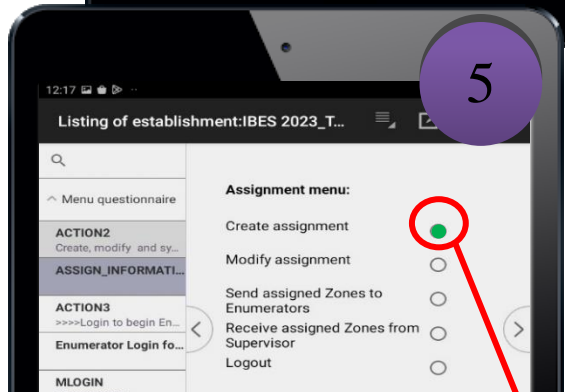 5
12:17
Listing of establishment:IBES 2023_T...
Menu questionnaire
ACTION2
Create, modify and sy...
ASSIGN_INFORMATI...
ACTION3
>>>>Login to begin En...
Enumerator Login fo...
MLOGIN
Assignment menu:
Create assignment
Modify assignment
Send assigned Zones to
Enumerators
Receive assigned Zones from
Supervisor
Logout